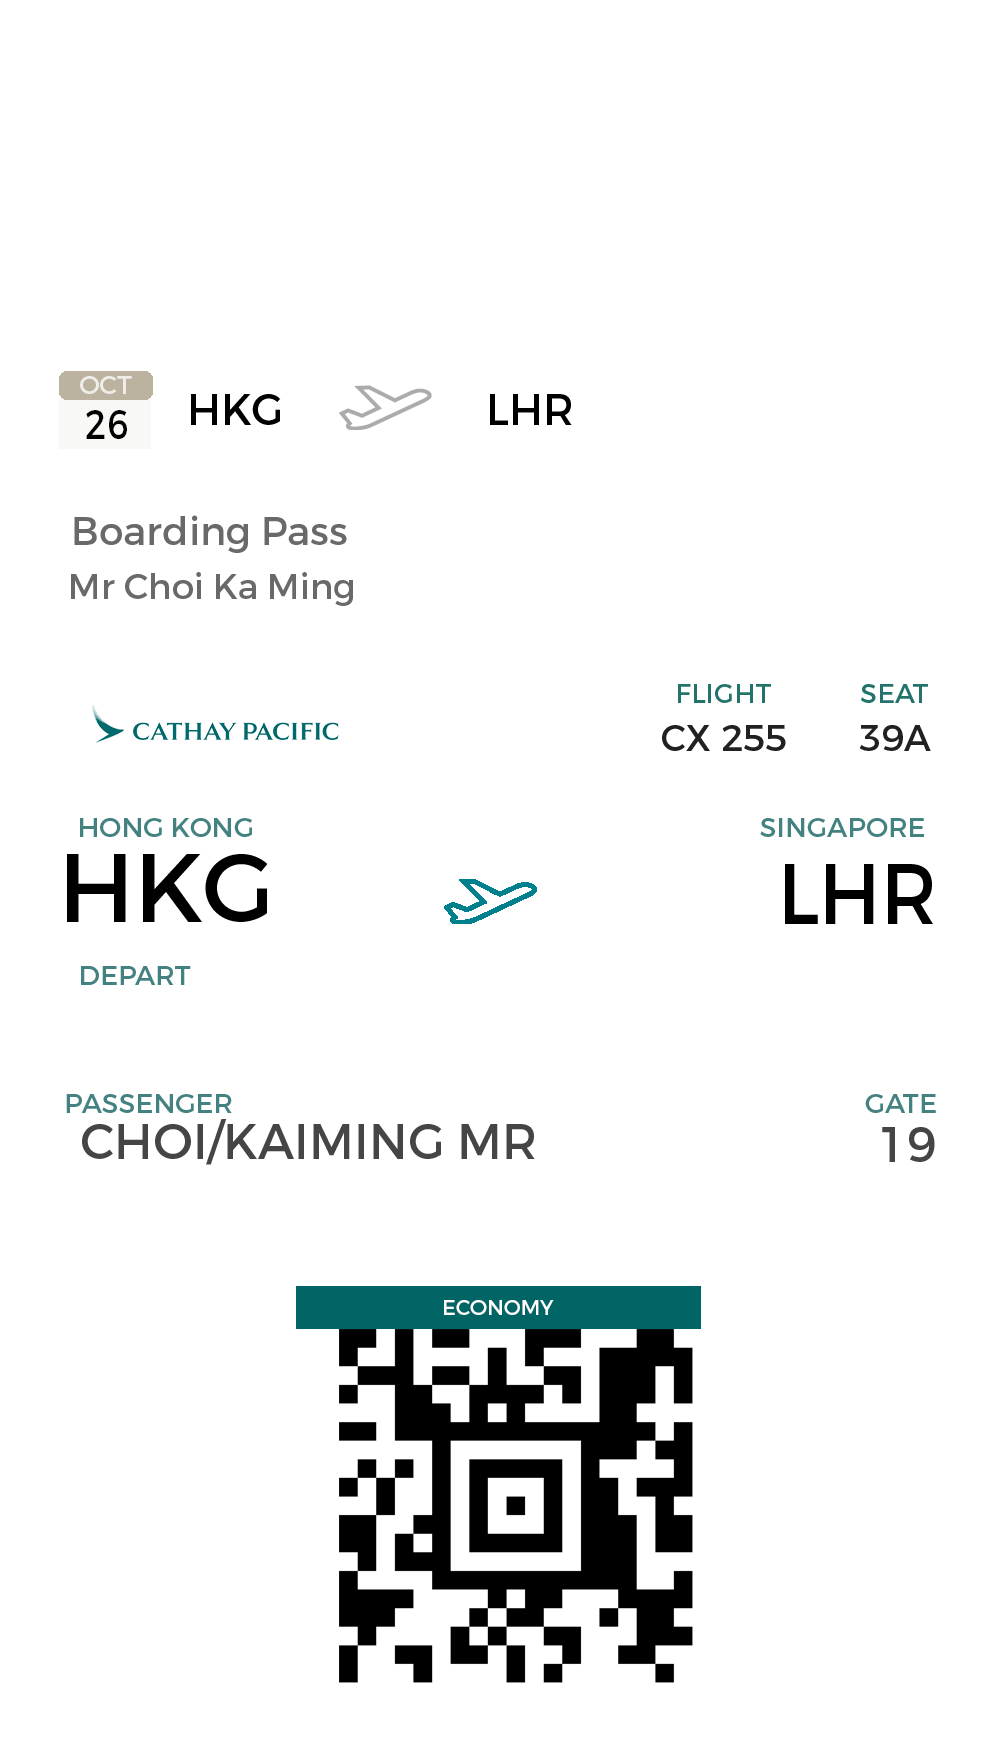 OCT
26
HKG LHR
Boarding Pass
Mr Choi Ka Ming
CATHAY PACIFIC
FLIGHT SEAT
CX 255 39A
HONG KONG SINGAPORE
HKG LHR
DEPART
PASSENGER GATE
CHOI/KAIMING MR 19
ECONOMY